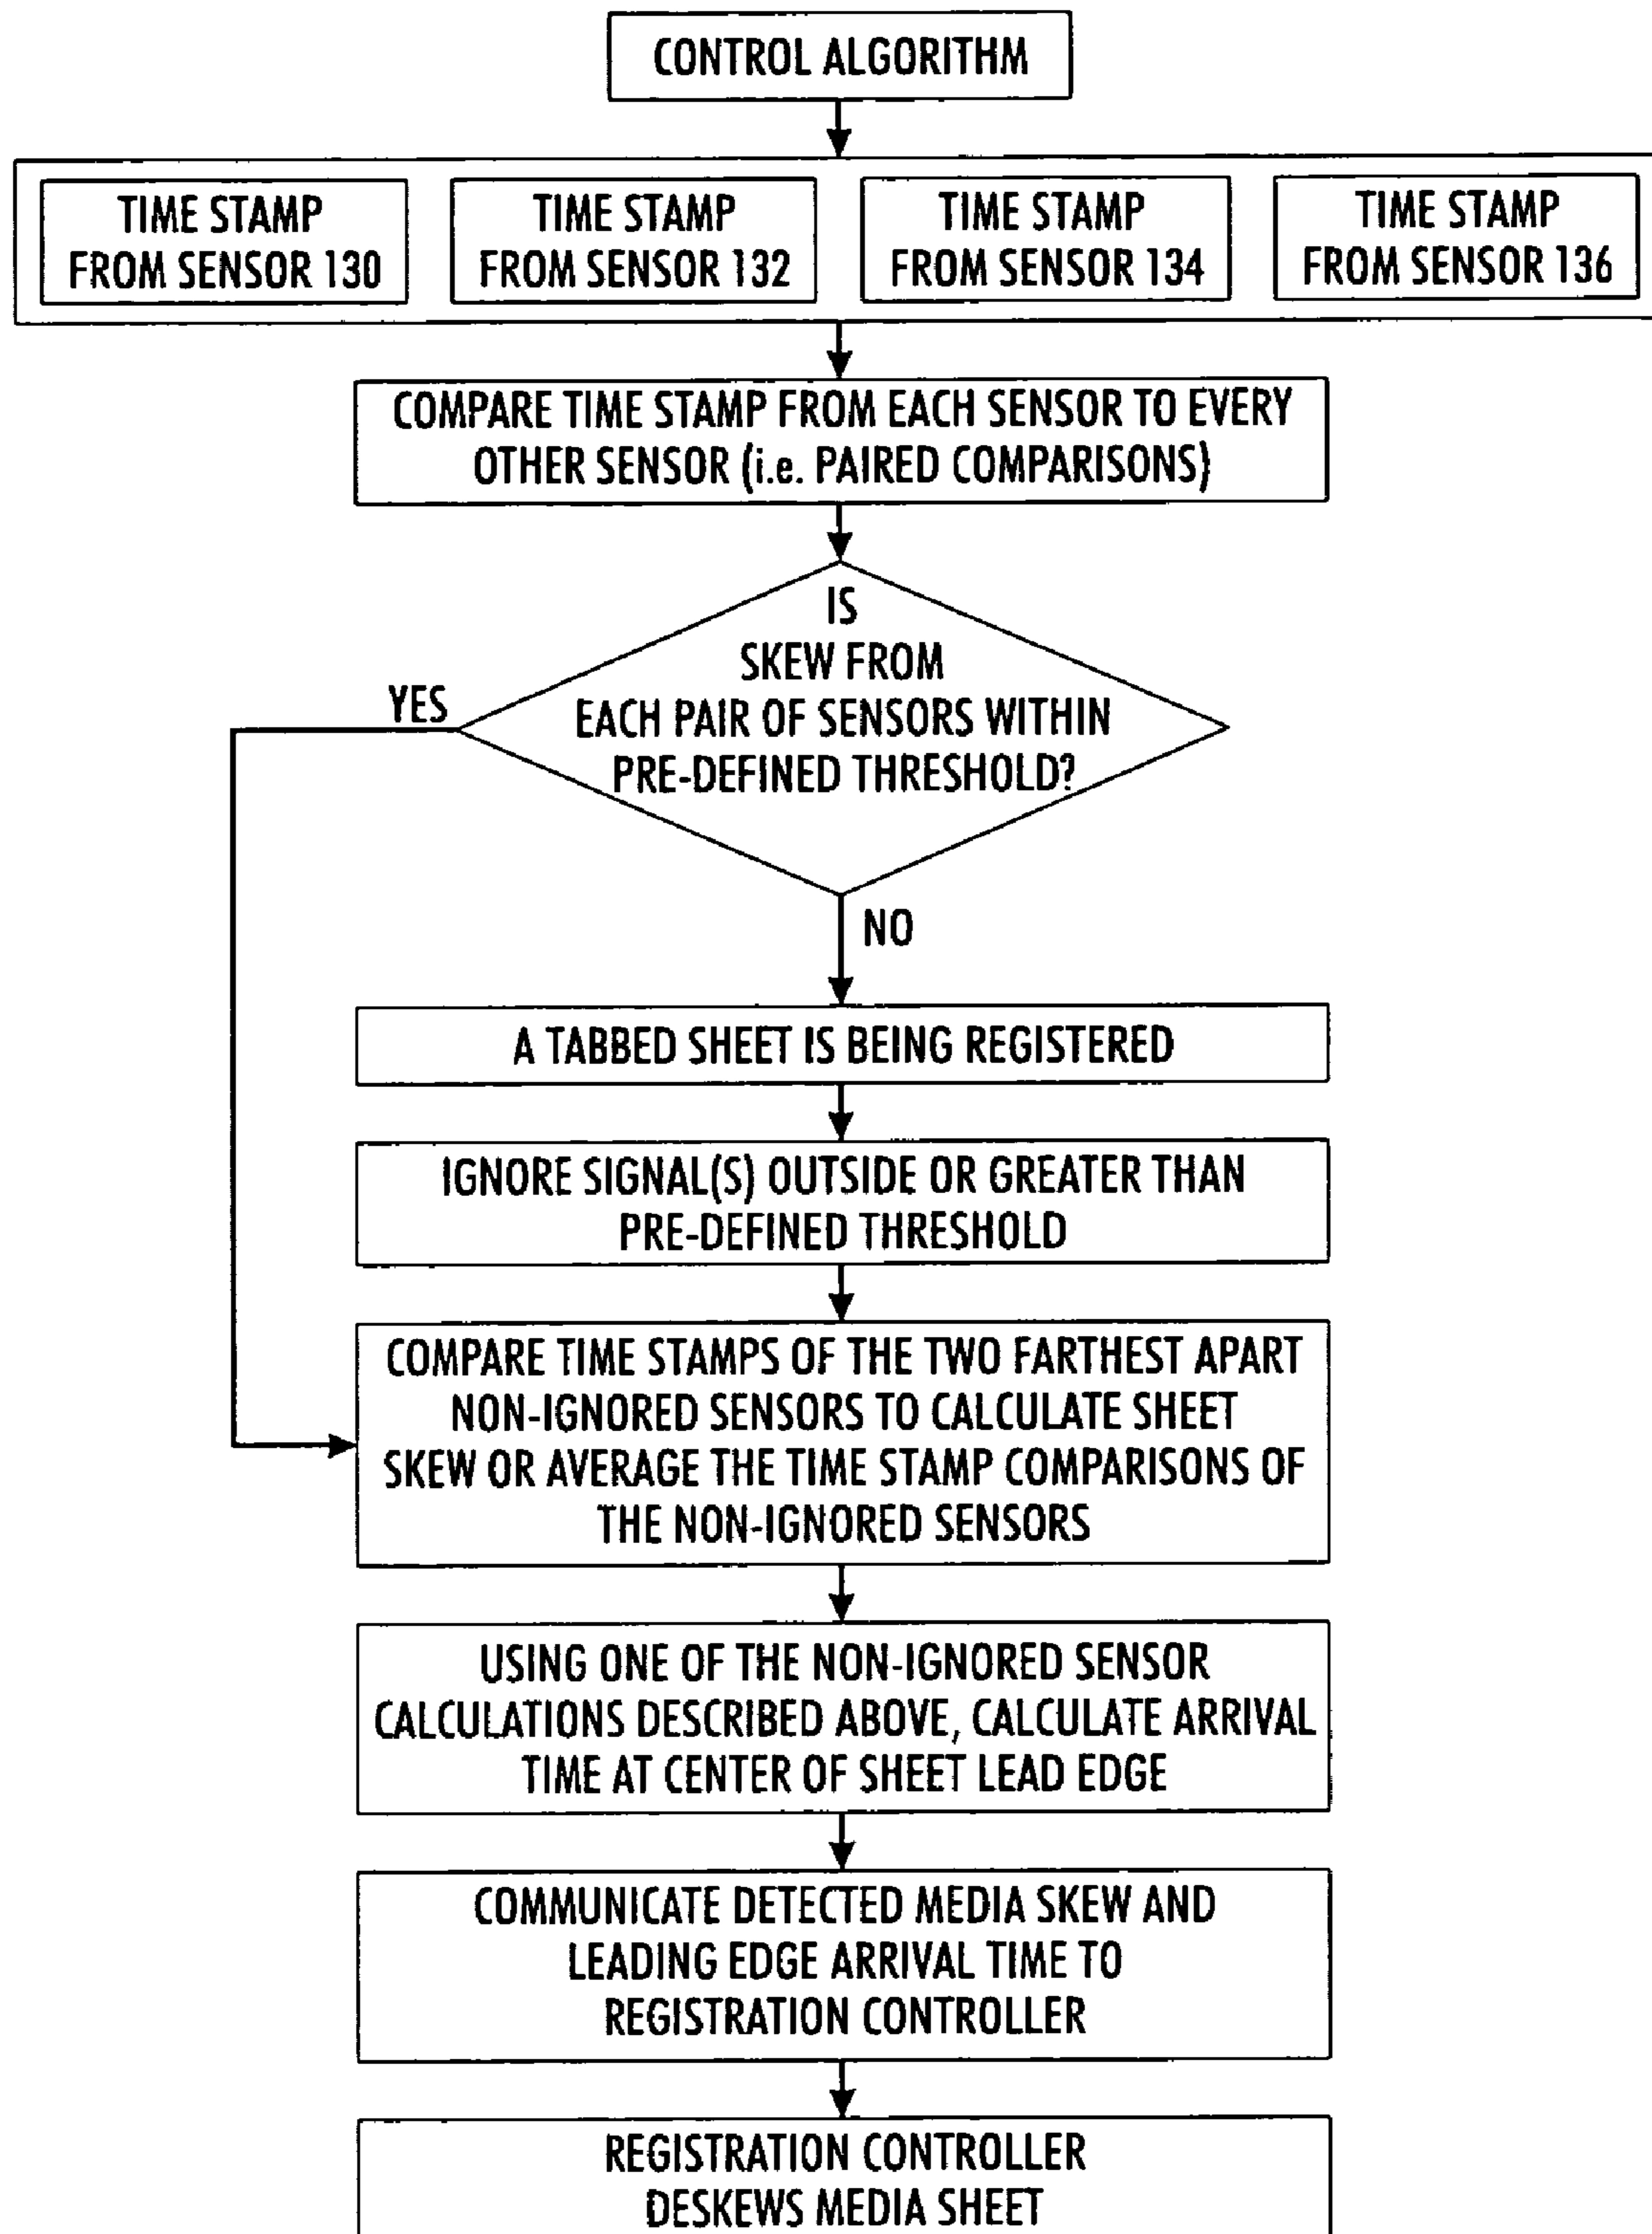 CONTROL ALGORITHM
TIME STAMP
FROM SENSOR 130
TIME STAMP
FROM SENSOR 132
TIME STAMP
FROM SENSOR 134
TIME STAMP
FROM SENSOR 136
COMPARE TIME STAMP FROM EACH SENSOR TO EVERY
OTHER SENSOR (i.e. PAIRED COMPARISONS)
IS
SKEW FROM
EACH PAIR OF SENSORS WITHIN
PRE-DEFINED THRESHOLD?
YES
NO
A TABBED SHEET IS BEING REGISTERED
IGNORE SIGNAL(S) OUTSIDE OR GREATER THAN
PRE-DEFINED THRESHOLD
COMPARE TIME STAMPS OF THE TWO FARTHEST APART
NON-IGNORED SENSORS TO CALCULATE SHEET
SKEW OR AVERAGE THE TIME STAMP COMPARISONS OF
THE NON-IGNORED SENSORS
USING ONE OF THE NON-IGNORED SENSOR
CALCULATIONS DESCRIBED ABOVE, CALCULATE ARRIVAL
TIME AT CENTER OF SHEET LEAD EDGE
COMMUNICATE DETECTED MEDIA SKEW AND
LEADING EDGE ARRIVAL TIME TO
REGISTRATION CONTROLLER
REGISTRATION CONTROLLER
DESKEWS MEDIA SHEET